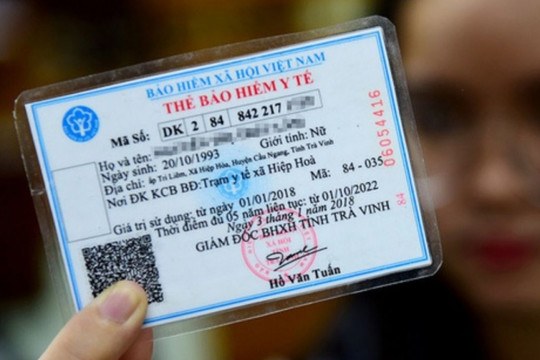 BẢO HIỂM XÃ HỘI VIỆT NAM
THẺ BẢO HIỂM Y TẾ
Mã Số: DK 2 84 842 217
Họ và tên:
Ngày sinh: 20/10/1993 Giới tính: Nữ
Địa chỉ: ấp Trì Liêm, Xã Hiệp Hòa, Huyện Cầu Ngang, Tỉnh Trà Vinh
Nơi ĐK KCB BĐ: Trạm y tế xã Hiệp Hoà
Mã: 84 - 035
Giá trị sử dụng: từ ngày 01/01/2018
Thời điểm đủ 05 năm liên tục: từ 01/10/2022
Ngày 3 tháng 1 năm 2018
GIÁM ĐỐC BHXH TỈNH TRÀ VINH
Hồ Văn Tuấn
84 06054416